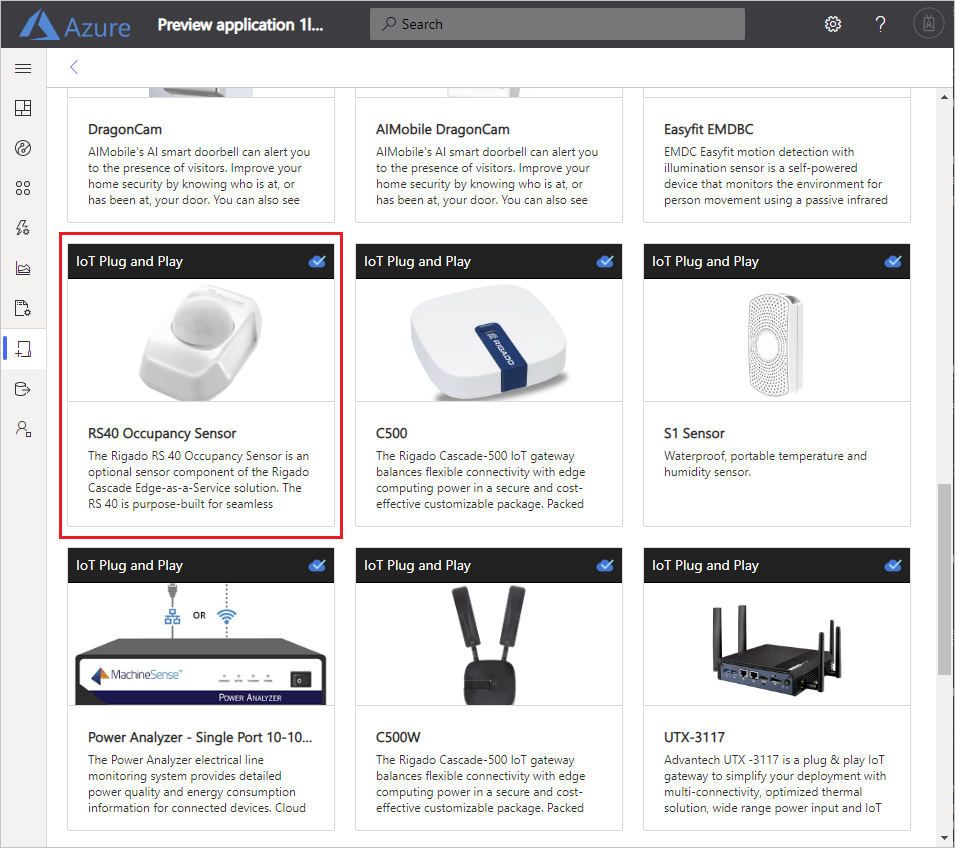 Azure
Preview application 1l...
Search
DragonCam
AIMobile's AI smart doorbell can alert you
to the presence of visitors. Improve your
home security by knowing who is at, or
has been at, your door. You can also see
AIMobile DragonCam
AIMobile's AI smart doorbell can alert you
to the presence of visitors. Improve your
home security by knowing who is at, or
has been at, your door. You can also see
Easyfit EMDBC
EMDC Easyfit motion detection with
illumination sensor is a self-powered
device that monitors the environment for
person movement using a passive infrared
IoT Plug and Play
RS40 Occupancy Sensor
The Rigado RS 40 Occupancy Sensor is an
optional sensor component of the Rigado
Cascade Edge-as-a-Service solution. The
RS 40 is purpose-built for seamless
IoT Plug and Play
RIGADO
C500
The Rigado Cascade-500 IoT gateway
balances flexible connectivity with edge
computing power in a secure and cost-
effective customizable package. Packed
IoT Plug and Play
S1 Sensor
Waterproof, portable temperature and
humidity sensor.
IoT Plug and Play
OR
MachineSense™
POWER ANALYZER
Power Analyzer - Single Port 10-10...
The Power Analyzer electrical line
monitoring system provides detailed
power quality and energy consumption
information for connected devices. Cloud
IoT Plug and Play
C500W
The Rigado Cascade-500 IoT gateway
balances flexible connectivity with edge
computing power in a secure and cost-
effective customizable package. Packed
IoT Plug and Play
UTX-3117
Advantech UTX -3117 is a plug & play IoT
gateway to simplify your deployment with
multi-connectivity, optimized thermal
solution, wide range power input and IoT